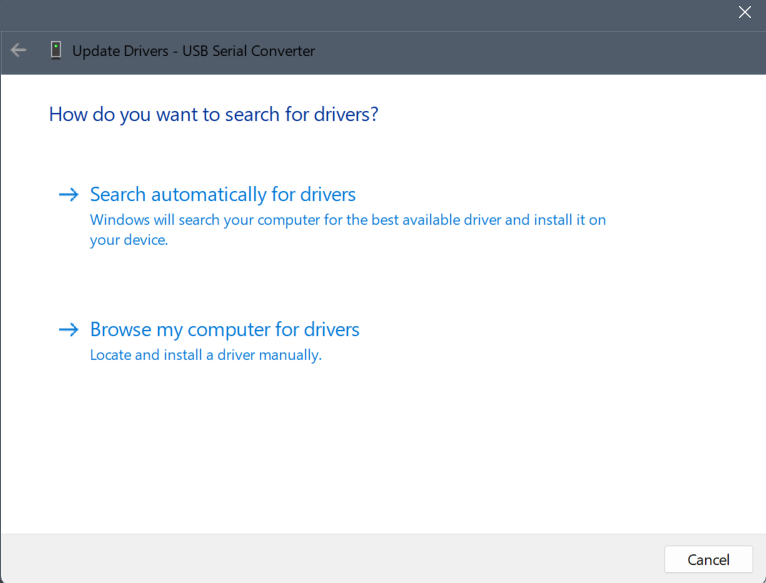 Update Drivers - USB Serial Converter
How do you want to search for drivers?
Search automatically for drivers
Windows will search your computer for the best available driver and install it on
your device.
Browse my computer for drivers
Locate and install a driver manually.
Cancel